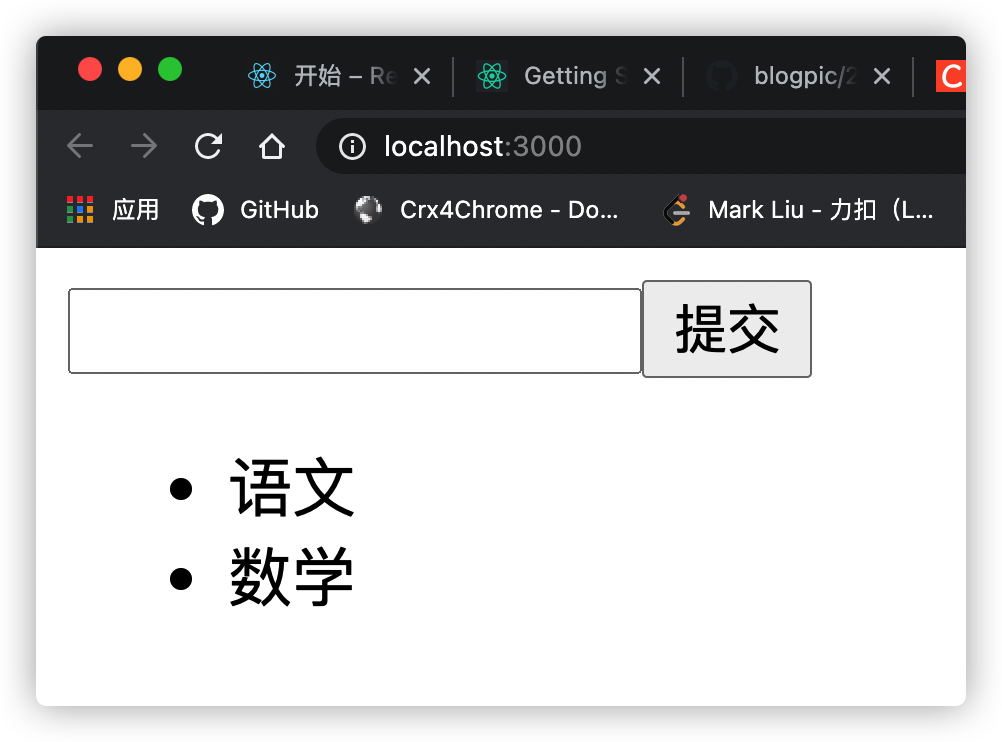 开始 – Re
Getting S
blogpic/2
C
localhost:3000
应用
GitHub
Crx4Chrome - Do...
Mark Liu - 力扣（L...
提交
语文
数学